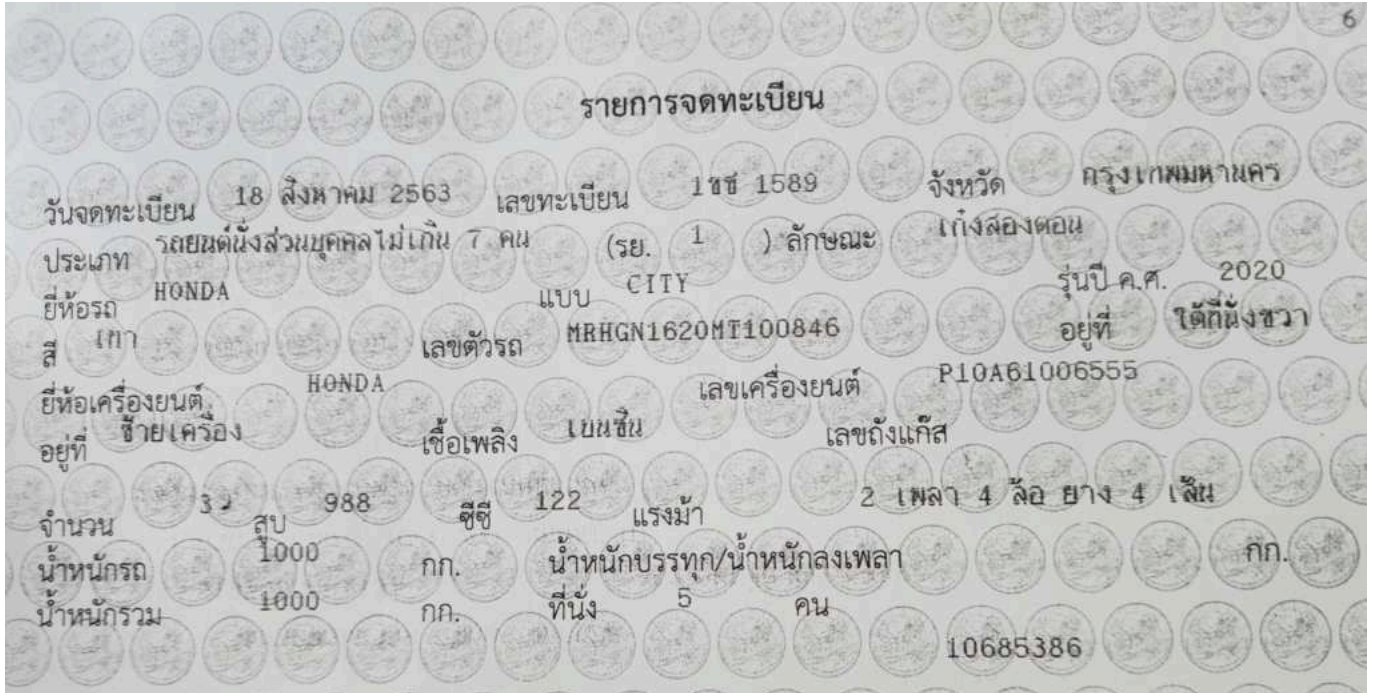 6
รายการจดทะเบียน
วันจดทะเบียน 18 สิงหาคม 2563 เลขทะเบียน 1ขช 1589 จังหวัด กรุงเทพมหานคร
ประเภท รถยนต์นั่งส่วนบุคคลไม่เกิน 7 คน (รย. 1 ) ลักษณะ เก๋งสองตอน
ยี่ห้อรถ HONDA แบบ CITY รุ่นปี ค.ศ. 2020
สี เทา เลขตัวรถ MRHGN1620MT100846 อยู่ที่ ใต้ที่นั่งขวา
ยี่ห้อเครื่องยนต์ HONDA เลขเครื่องยนต์ P10A61006555
อยู่ที่ ซ้ายเครื่อง เชื้อเพลิง เบนซิน เลขถังแก๊ส
จำนวน สูบ 988 ซีซี 122 แรงม้า 2 เพลา 4 ล้อ ยาง 4 เส้น
น้ำหนักรถ 1000 กก. น้ำหนักบรรทุก/น้ำหนักลงเพลา กก.
น้ำหนักรวม 1000 กก. ที่นั่ง 5 คน
10685386